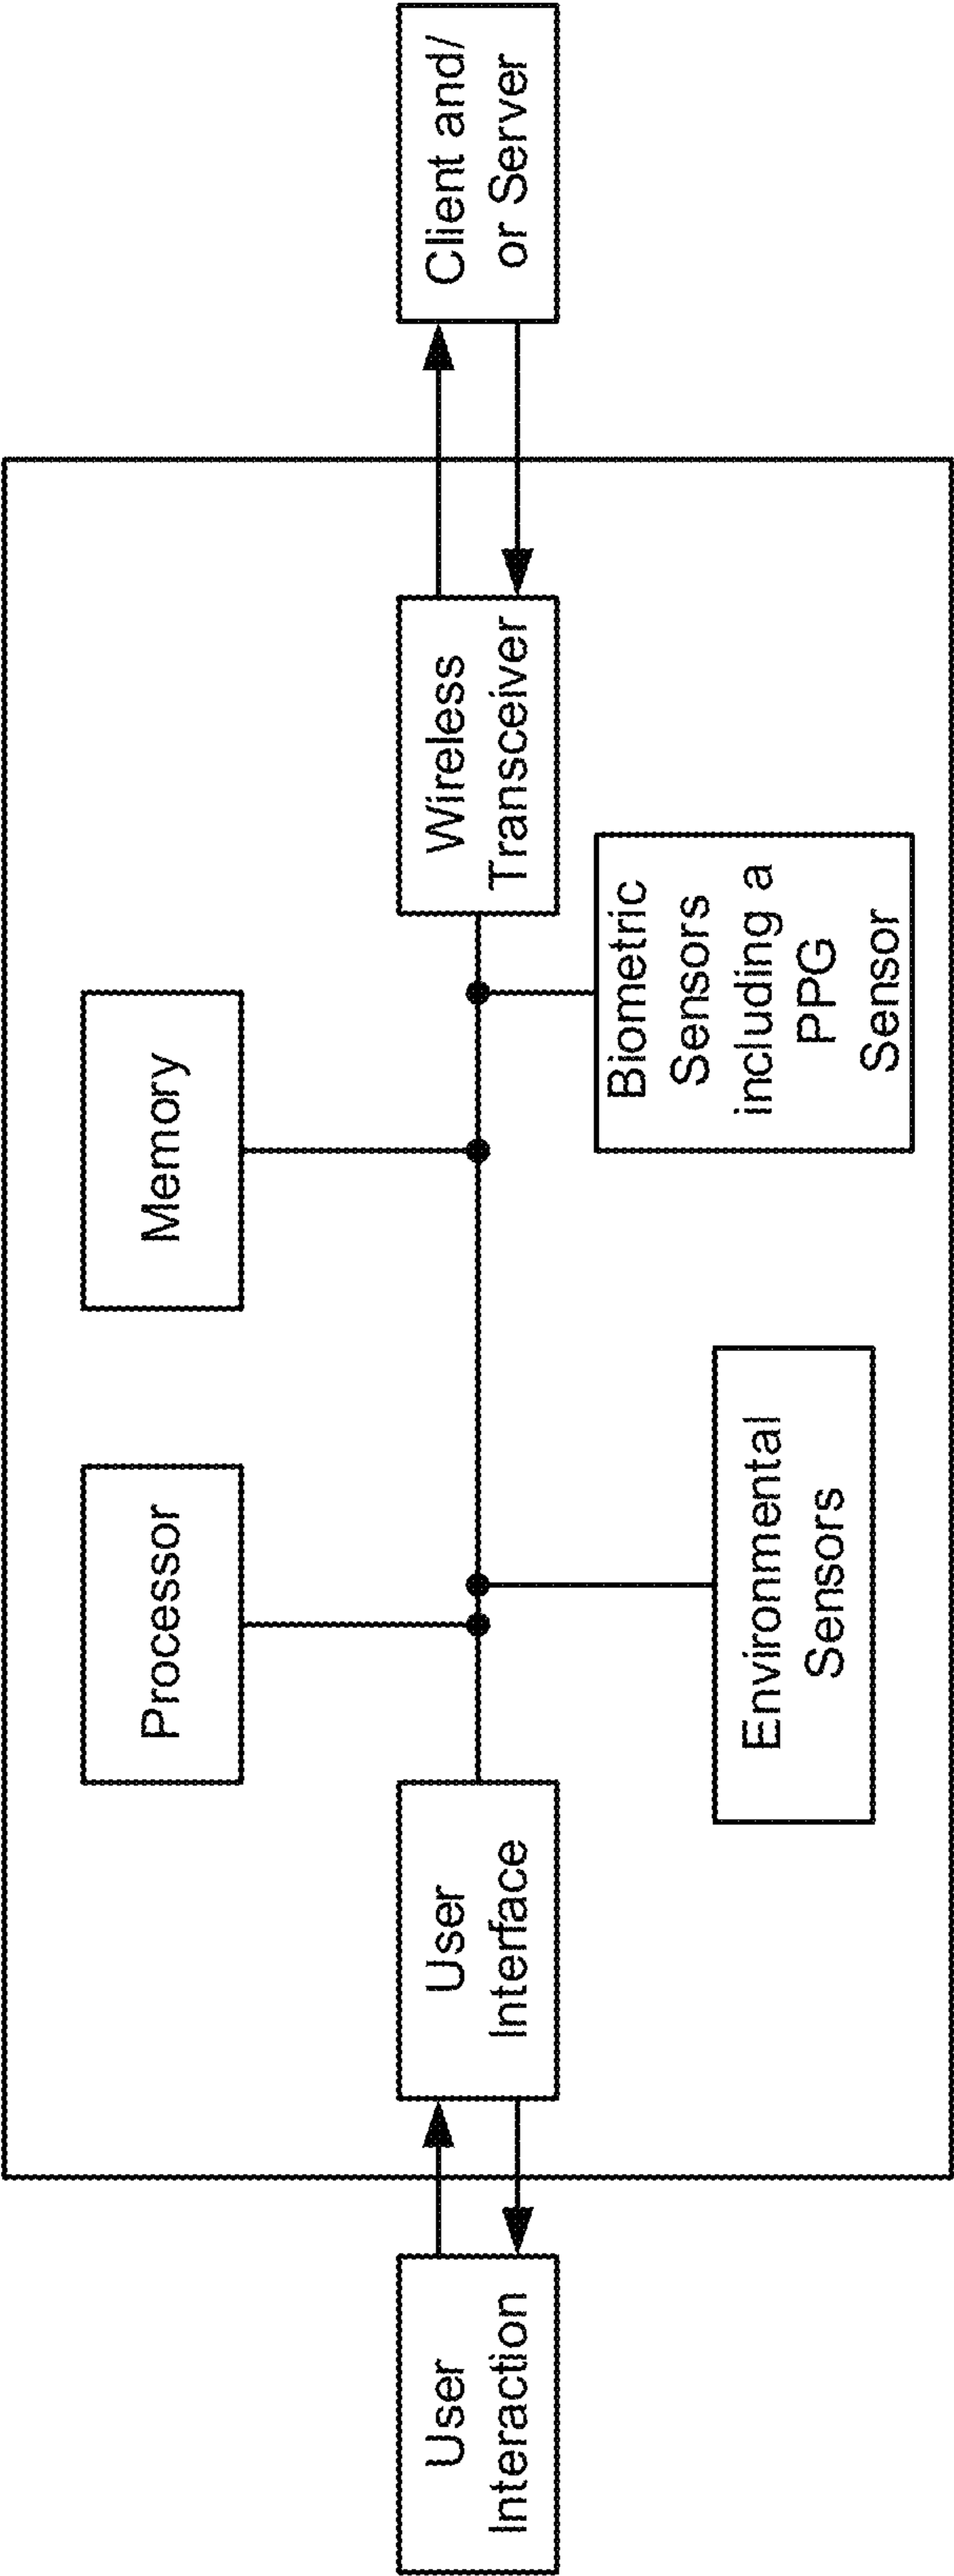 User
Interaction
User
Interface
Processor
Memory
Environmental
Sensors
Biometric
Sensors
including a
PPG
Sensor
Wireless
Transceiver
Client and/
or Server